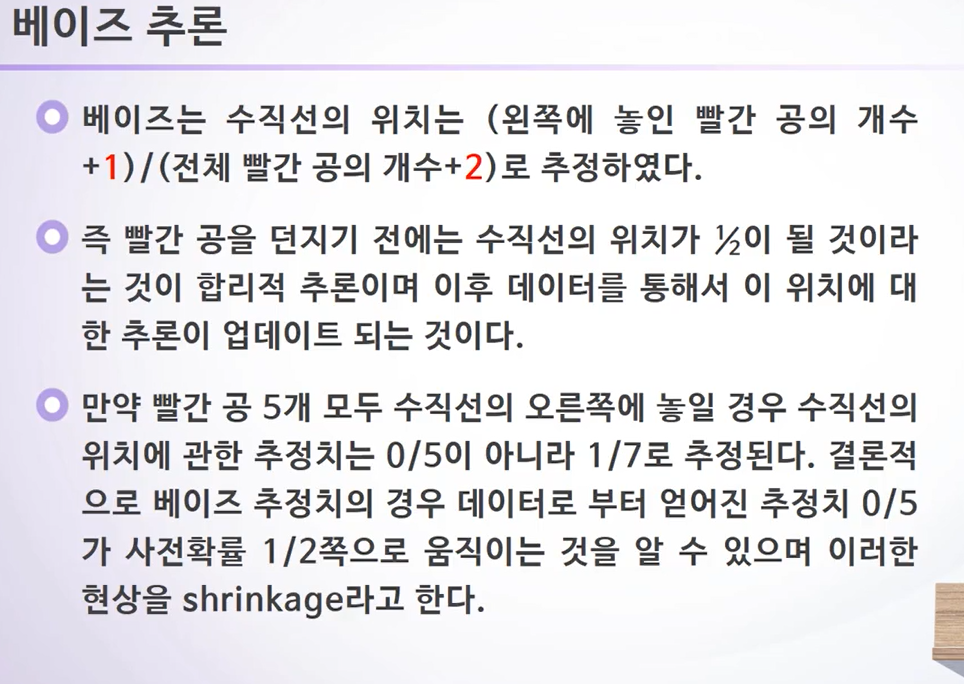 베이즈 추론
베이즈는 수직선의 위치는 (왼쪽에 놓인 빨간 공의 개수
+1)/(전체 빨간 공의 개수+2)로 추정하였다.
즉 빨간 공을 던지기 전에는 수직선의 위치가 ½이 될 것이라
는 것이 합리적 추론이며 이후 데이터를 통해서 이 위치에 대
한 추론이 업데이트 되는 것이다.
만약 빨간 공 5개 모두 수직선의 오른쪽에 놓일 경우 수직선의
위치에 관한 추정치는 0/5이 아니라 1/7로 추정된다. 결론적
으로 베이즈 추정치의 경우 데이터로 부터 얻어진 추정치 0/5
가 사전확률 1/2쪽으로 움직이는 것을 알 수 있으며 이러한
현상을 shrinkage라고 한다.